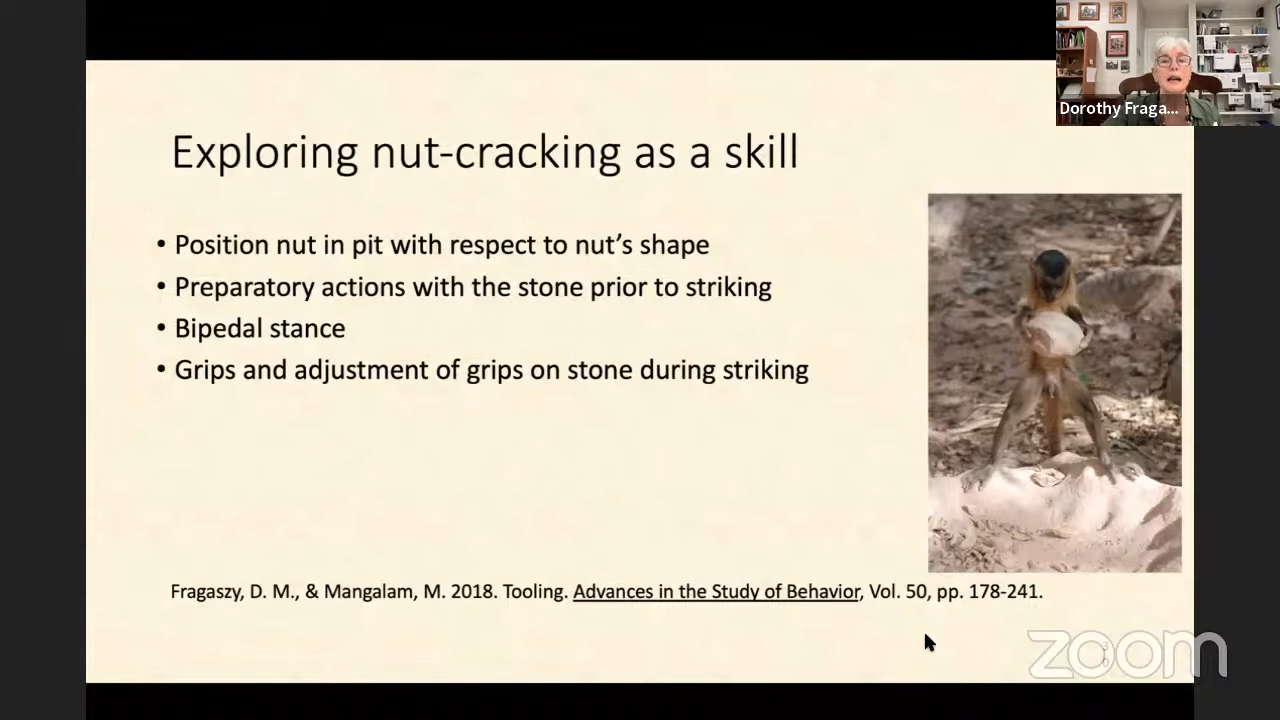 Dorothy Fraga...
Exploring nut-cracking as a skill
• Position nut in pit with respect to nut's shape
• Preparatory actions with the stone prior to striking
• Bipedal stance
• Grips and adjustment of grips on stone during striking
Fragaszy, D. M., & Mangalam, M. 2018. Tooling. Advances in the Study of Behavior, Vol. 50, pp. 178-241.
zoom